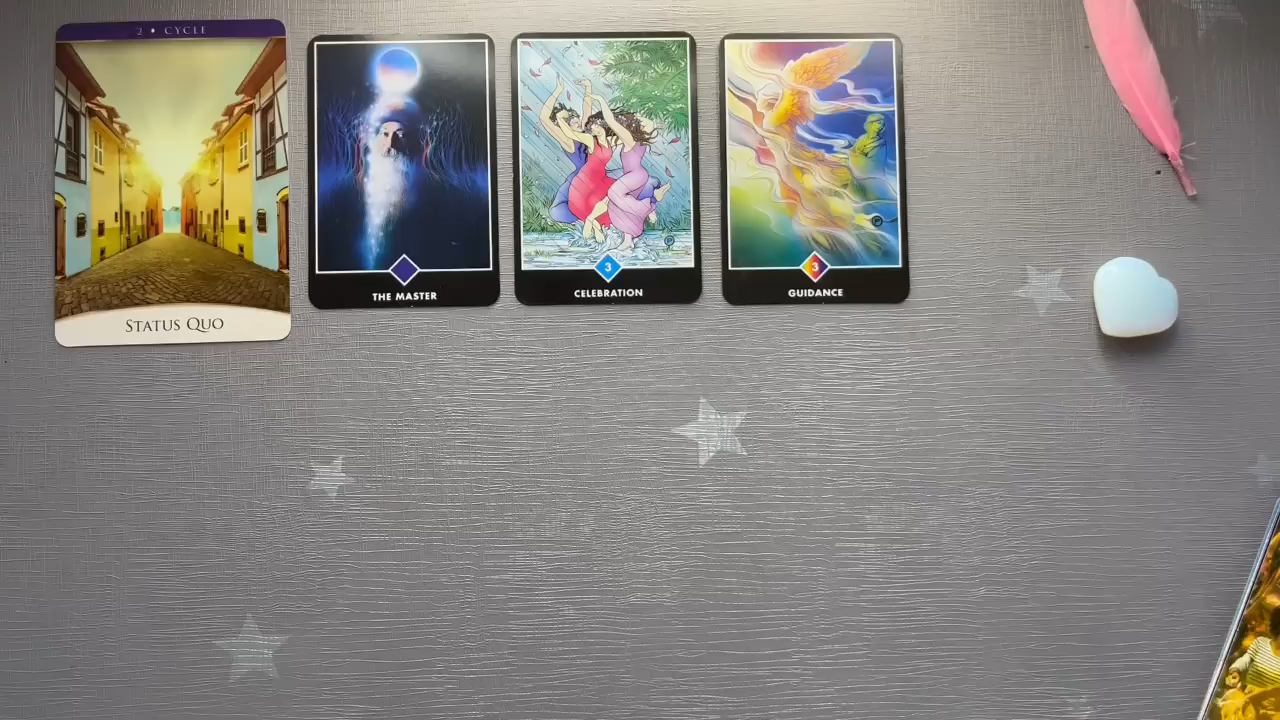 2 • CYCLE
STATUS QUO
THE MASTER
3
CELEBRATION
3
GUIDANCE